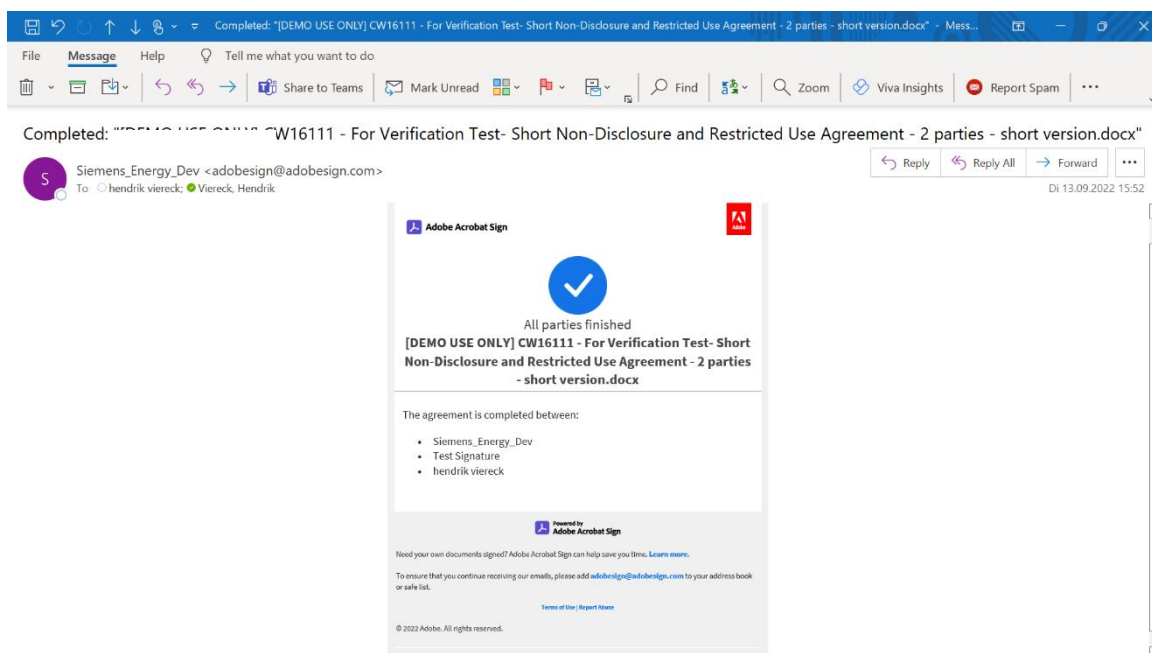 Completed: "[DEMO USE ONLY] CW16111 - For Verification Test- Short Non-Disclosure and Restricted Use Agreement - 2 parties - short version.docx" - Mess...
File Message Help Tell me what you want to do
Share to Teams Mark Unread Find Zoom Viva Insights Report Spam ...
Completed: CW16111 - For Verification Test- Short Non-Disclosure and Restricted Use Agreement - 2 parties - short version.docx"
S
Siemens_Energy_Dev <adobesign@adobesign.com>
Reply Reply All Forward ...
To hendrik viereck; Viereck, Hendrik
Di 13.09.2022 15:52
Adobe Acrobat Sign
Adobe
All parties finished
[DEMO USE ONLY] CW16111 - For Verification Test- Short
Non-Disclosure and Restricted Use Agreement - 2 parties
- short version.docx
The agreement is completed between:
• Siemens_Energy_Dev
• Test Signature
• hendrik viereck
Powered by
Adobe Acrobat Sign
Need your own documents signed? Adobe Acrobat Sign can help save you time. Learn more.
To ensure that you continue receiving our emails, please add adobesign@adobesign.com to your address book
or safe list.
Terms of Use | Report Abuse
© 2022 Adobe. All rights reserved.